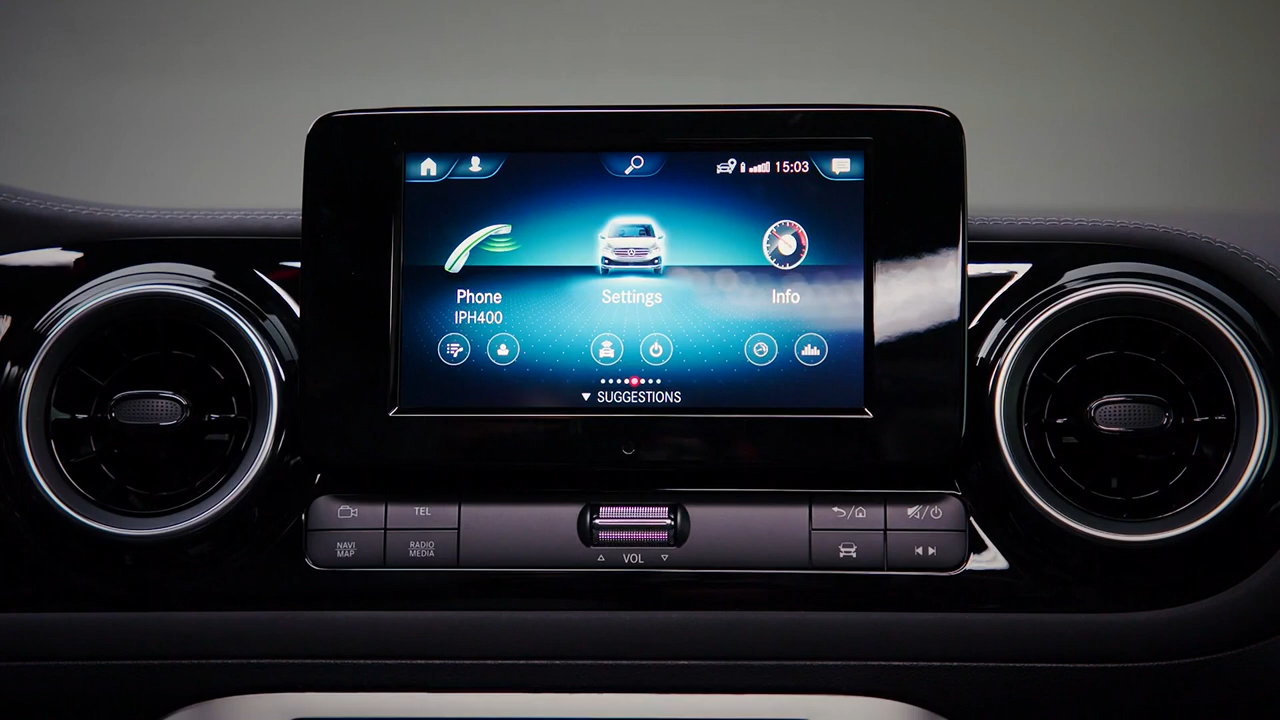 15:03
Phone
Settings
Info
IPH400
SUGGESTIONS
TEL
NAVI
MAP
RADIO
MEDIA
VOL